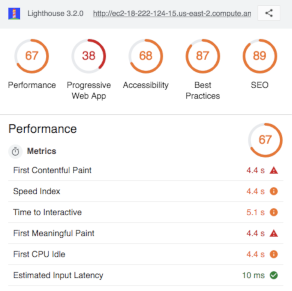 Lighthouse 3.2.0 http://ec2-18-222-124-15.us-east-2.compute.am
67 38 68 87 89
Performance Progressive Web App Accessibility Best Practices SEO
Performance
67
Metrics
First Contentful Paint 4.4 s
Speed Index 4.4 s
Time to Interactive 5.1 s
First Meaningful Paint 4.4 s
First CPU Idle 4.4 s
Estimated Input Latency 10 ms